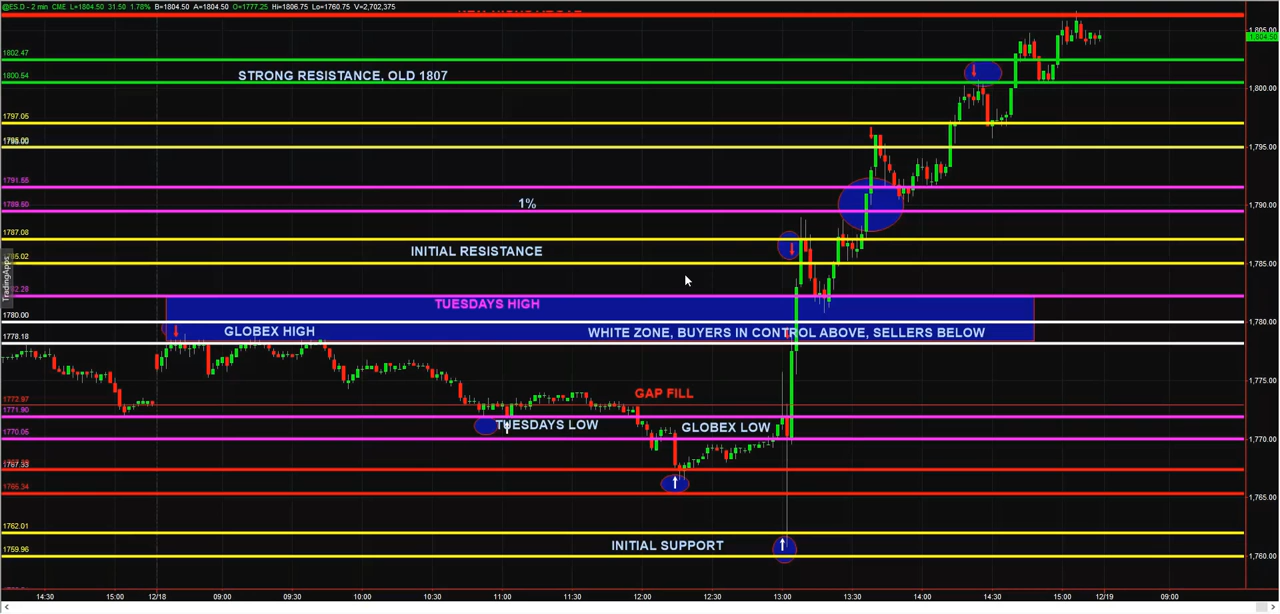 @ES.D - 2 min CME L=1804.50 31.50 1.78% B=1804.50 A=1804.50 O=1777.25 Hi=1806.75 Lo=1760.75 V=2,702,375
1,805.00
1,804.50
1802.47
1800.54
STRONG RESISTANCE, OLD 1807
1,800.00
1797.05
1,795.00
1789.60
1%
1,790.00
1787.08
INITIAL RESISTANCE
1,785.00
TradingApps
TUESDAYS HIGH
1780.00
1,780.00
GLOBEX HIGH
WHITE ZONE, BUYERS IN CONTROL ABOVE, SELLERS BELOW
1778.18
1,775.00
GAP FILL
1772.97
1771.90
TUESDAYS LOW
GLOBEX LOW
1,770.00
1767.33
1,765.00
1762.01
INITIAL SUPPORT
1759.96
1,760.00
14:30 15:00 12/18 09:00 09:30 10:00 10:30 11:00 11:30 12:00 12:30 13:00 13:30 14:00 14:30 15:00 12/19 09:00